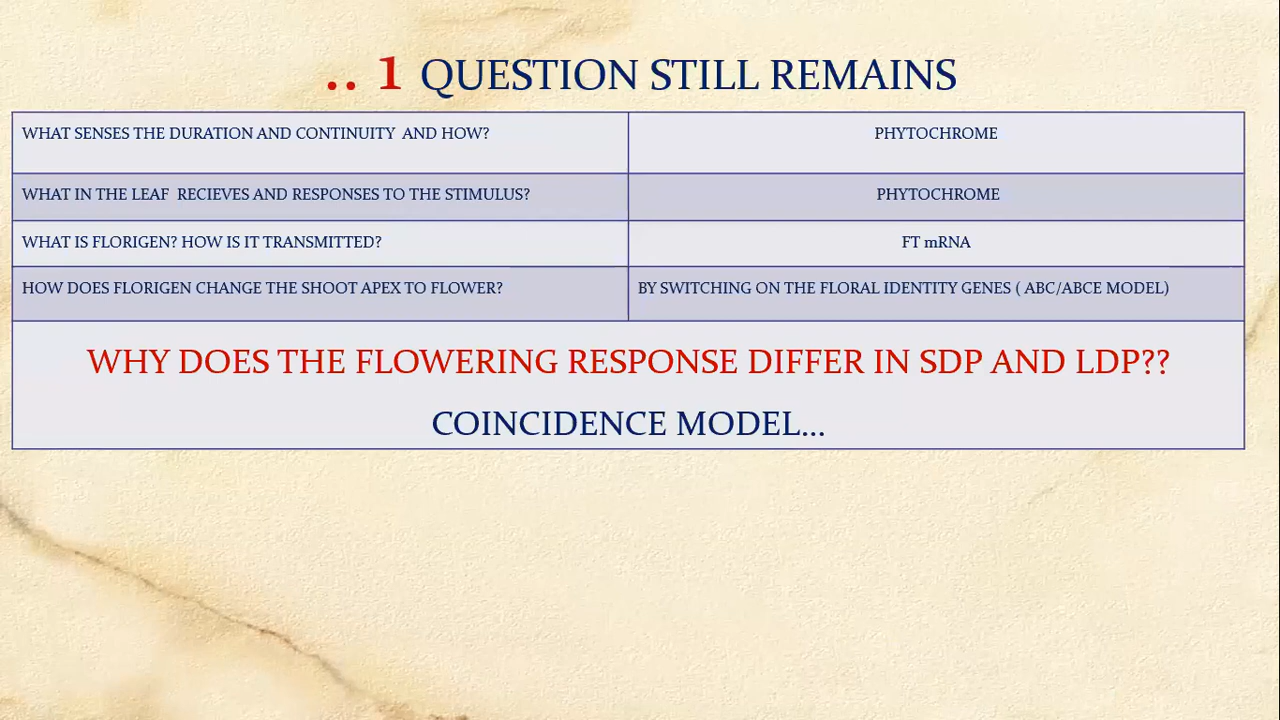 .. 1 QUESTION STILL REMAINS
WHAT SENSES THE DURATION AND CONTINUITY AND HOW?
PHYTOCHROME
WHAT IN THE LEAF RECIEVES AND RESPONSES TO THE STIMULUS?
PHYTOCHROME
WHAT IS FLORIGEN? HOW IS IT TRANSMITTED?
FT mRNA
HOW DOES FLORIGEN CHANGE THE SHOOT APEX TO FLOWER?
BY SWITCHING ON THE FLORAL IDENTITY GENES ( ABC/ABCE MODEL)
WHY DOES THE FLOWERING RESPONSE DIFFER IN SDP AND LDP??
COINCIDENCE MODEL...